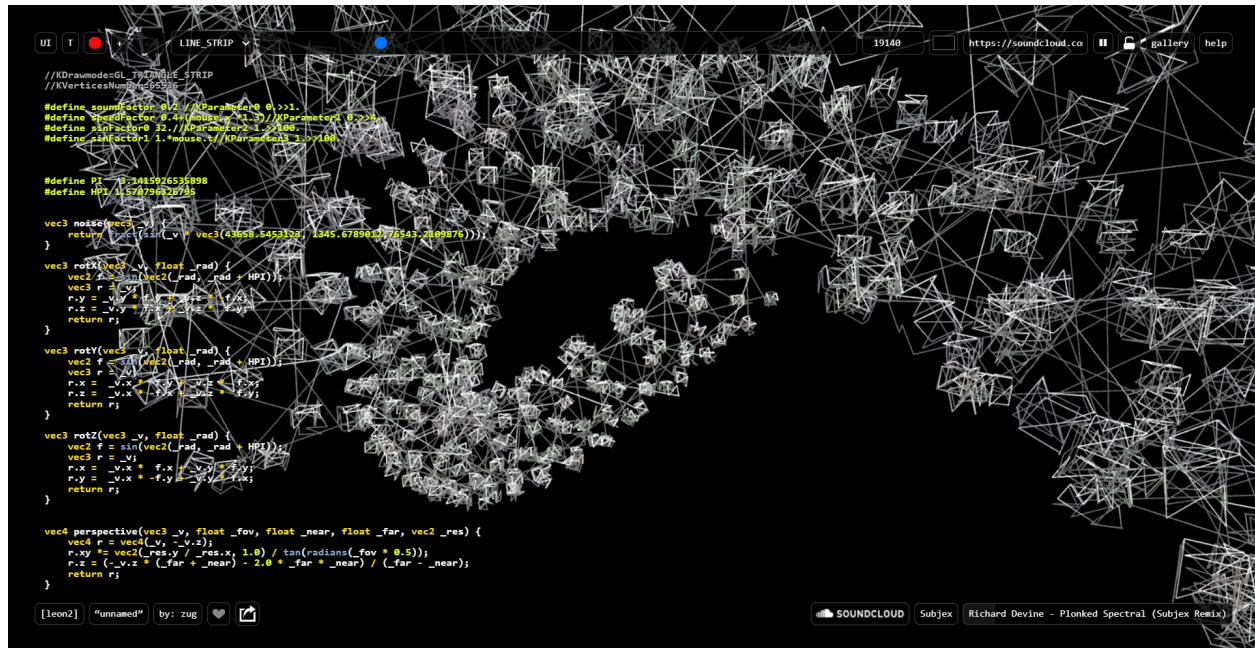 UI T + LINE_STRIP 19140 https://soundcloud.co gallery help
//KDrawmode=GL_TRIANGLE_STRIP
//KVerticesNumber=65536
#define soundFactor 0.2 //KParameter0 0.>>1.
#define speedFactor 0.4+(mouse.x *1.3)//KParameter1 0.>>4.
#define sinFactor0 32.//KParameter2 1.>>100.
#define sinFactor1 1.*mouse.t//KParameter3 1.>>100.
#define PI 3.1415926535898
#define HPI 1.570796326795
vec3 noise(vec3 _v) {
return fract(sin(_v * vec3(43658.5453123, 1345.6789012,76543.2109876)));
}
vec3 rotX(vec3 _v, float _rad) {
vec2 f = sin(vec2(_rad, _rad + HPI));
vec3 r = _v;
r.y = _v.y * f.y + _v.z * -f.x;
r.z = _v.y * f.x + _v.z * f.y;
return r;
}
vec3 rotY(vec3 _v, float _rad) {
vec2 f = sin(vec2(_rad, _rad + HPI));
vec3 r = _v;
r.x = _v.x * f.y + _v.z * f.x;
r.z = _v.x * -f.x + _v.z * f.y;
return r;
}
vec3 rotZ(vec3 _v, float _rad) {
vec2 f = sin(vec2(_rad, _rad + HPI));
vec3 r = _v;
r.x = _v.x * f.x + _v.y * f.y;
r.y = _v.x * -f.y + _v.y * f.x;
return r;
}
vec4 perspective(vec3 _v, float _fov, float _near, float _far, vec2 _res) {
vec4 r = vec4(_v, -_v.z);
r.xy *= vec2(_res.y / _res.x, 1.0) / tan(radians(_fov * 0.5));
r.z = (-_v.z * (_far + _near) - 2.0 * _far * _near) / (_far - _near);
return r;
}
[leon2] “unnamed” by: zug SOUNDCLOUD Subjex Richard Devine - Plonked Spectral (Subjex Remix)